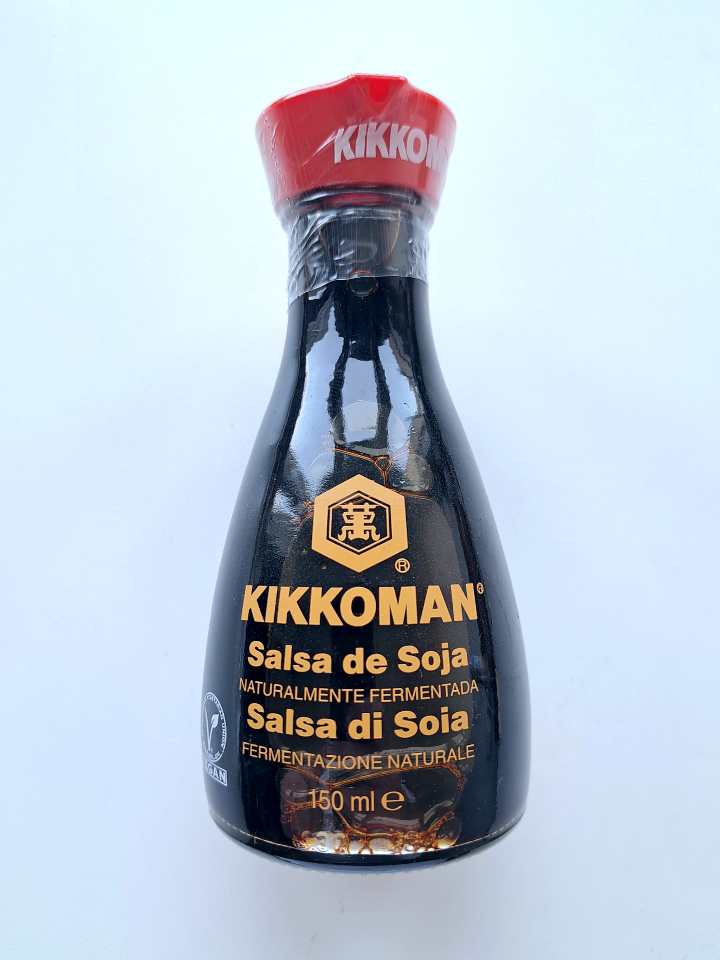 KIKKOM
萬
®
KIKKOMAN®
Salsa de Soja
NATURALMENTE FERMENTADA
Salsa di Soia
FERMENTAZIONE NATURALE
150 ml ℮